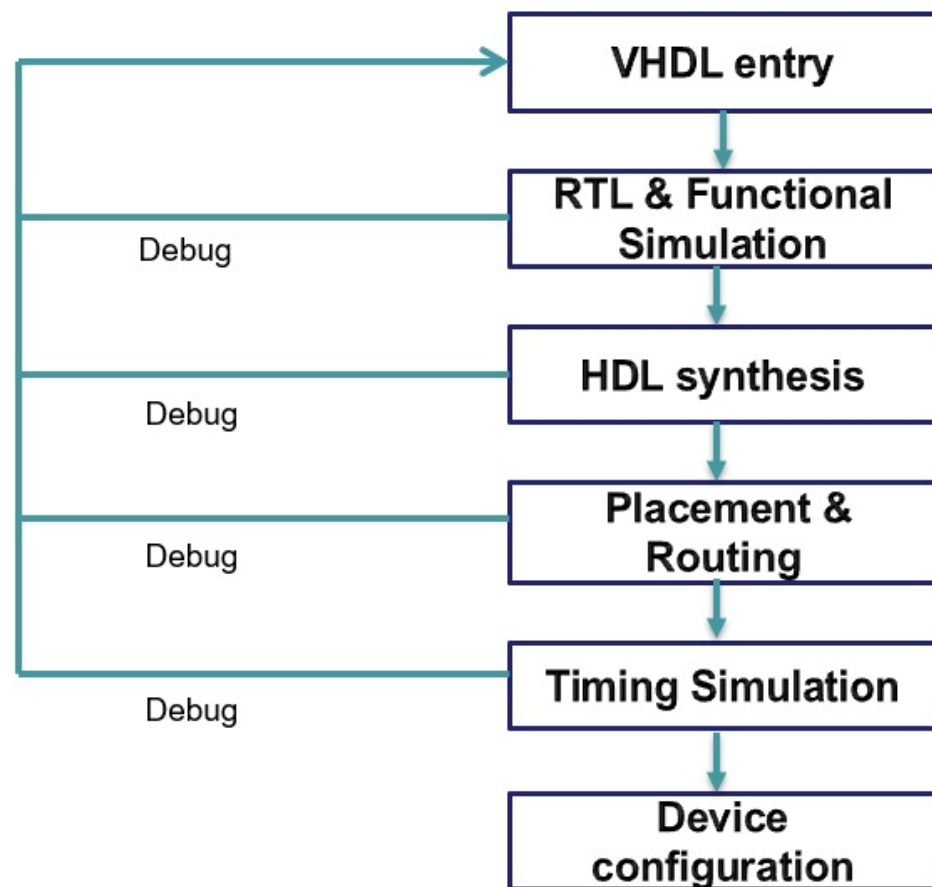 VHDL entry
RTL & Functional
Simulation
Debug
HDL synthesis
Debug
Placement &
Routing
Debug
Timing Simulation
Debug
Device
configuration